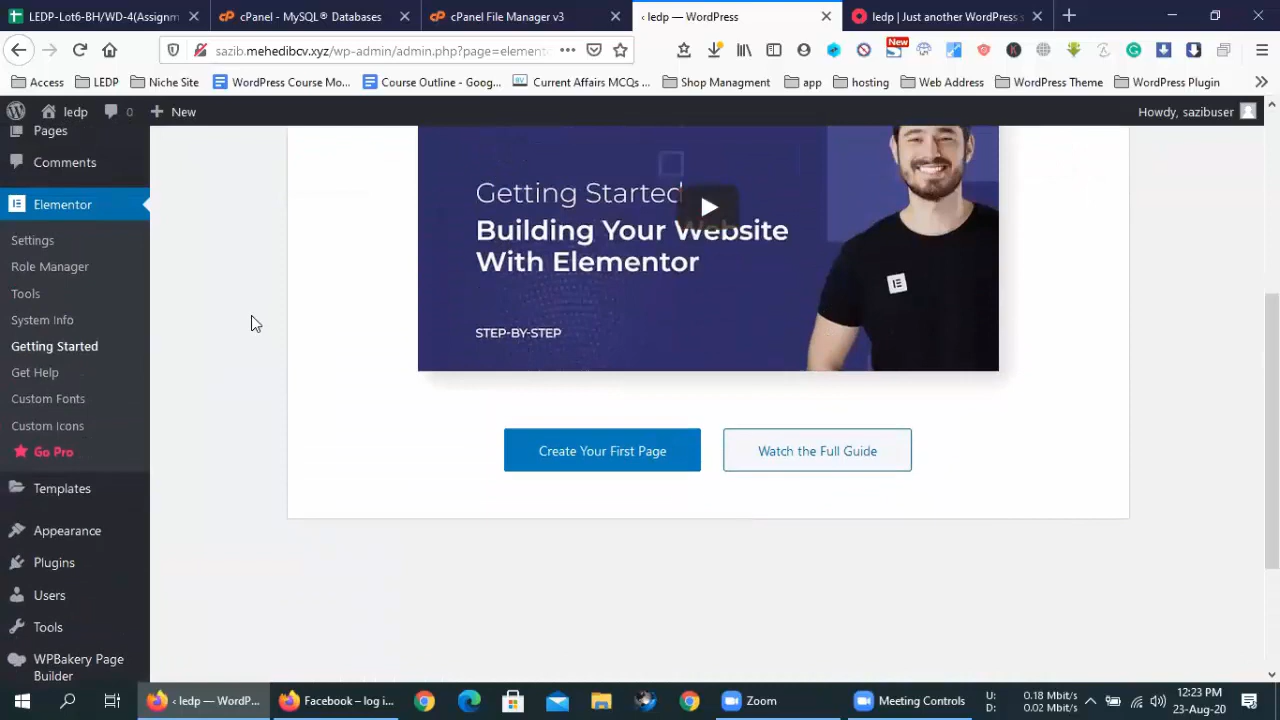 LEDP-Lot6-BH/WD-4(Assignm
cPanel - MySQL® Databases
cPanel File Manager v3
‹ ledp — WordPress
ledp | Just another WordPress s
sazib.mehedibcv.xyz/wp-admin/admin.php?page=element
New
Access
LEDP
Niche Site
WordPress Course Mo...
Course Outline - Goog...
Current Affairs MCQs ...
Shop Managment
app
hosting
Web Address
WordPress Theme
WordPress Plugin
ledp
0
New
Howdy, sazibuser
Pages
Comments
Elementor
Settings
Role Manager
Tools
System Info
Getting Started
Get Help
Custom Fonts
Custom Icons
Go Pro
Templates
Appearance
Plugins
Users
Tools
WPBakery Page
Builder
Getting Started
Building Your Website
With Elementor
STEP-BY-STEP
Create Your First Page
Watch the Full Guide
‹ ledp — WordP...
Facebook – log i...
Zoom
Meeting Controls
U: 0.18 Mbit/s
D: 0.02 Mbit/s
12:23 PM
23-Aug-20